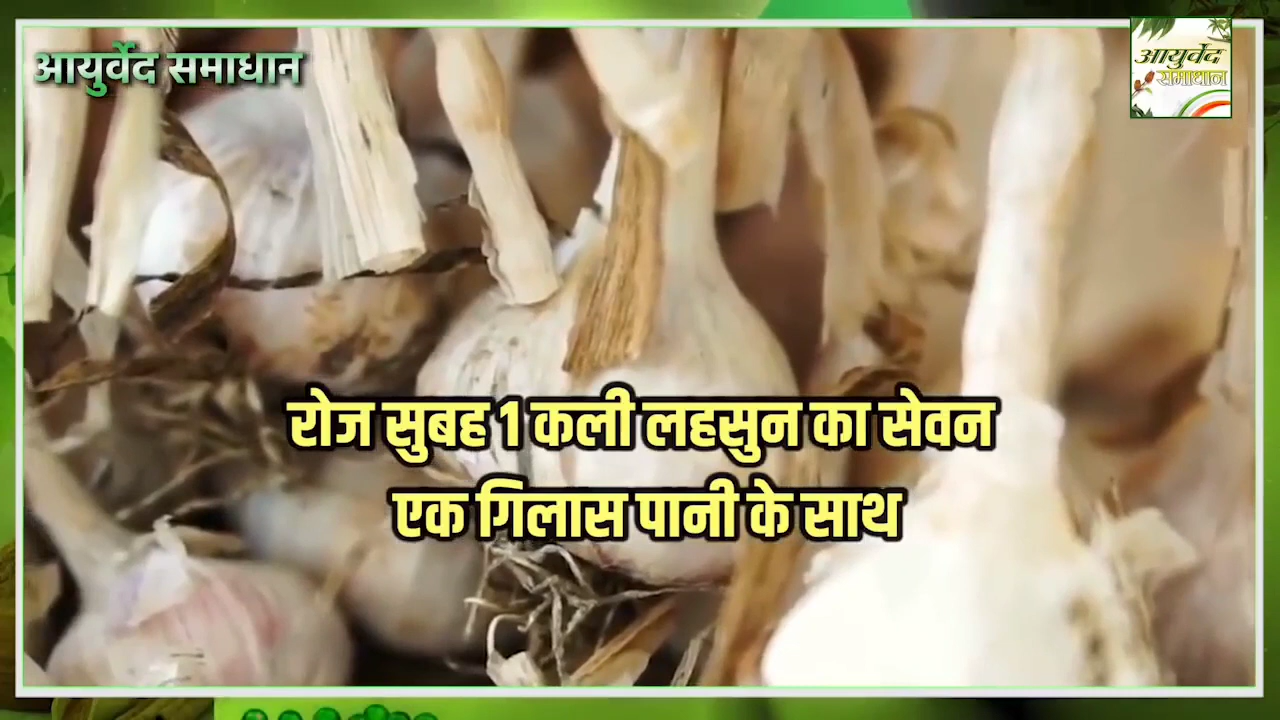 आयुर्वेद समाधान
आयुर्वेद
समाधान
रोज सुबह 1 कली लहसुन का सेवन
एक गिलास पानी के साथ